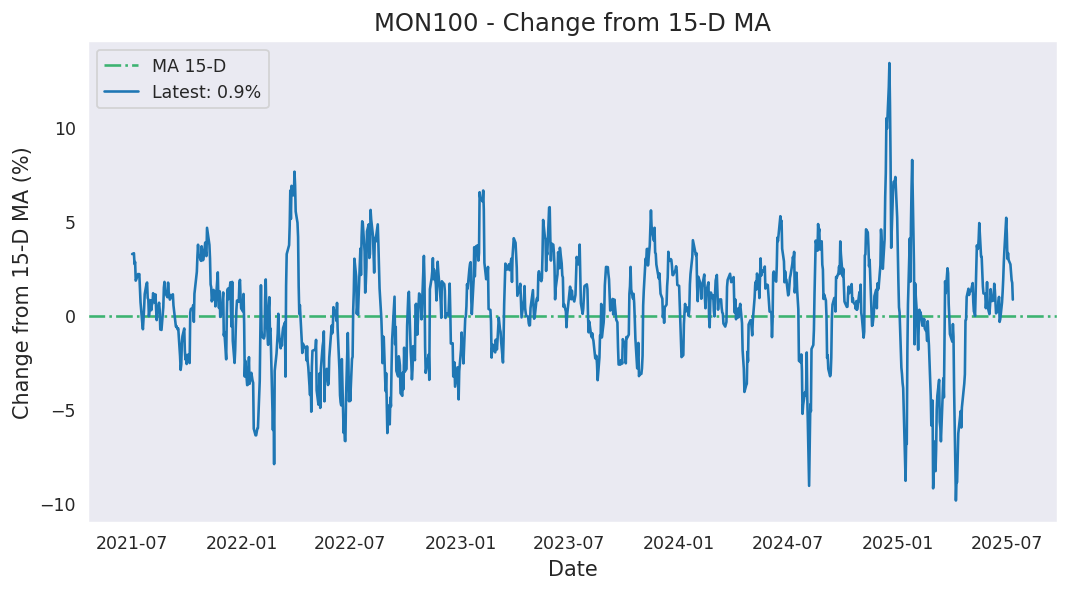 MON100 - Change from 15-D MA
MA 15-D
Latest: 0.9%
Change from 15-D MA (%)
10
5
0
−5
−10
2021-07 2022-01 2022-07 2023-01 2023-07 2024-01 2024-07 2025-01 2025-07
Date